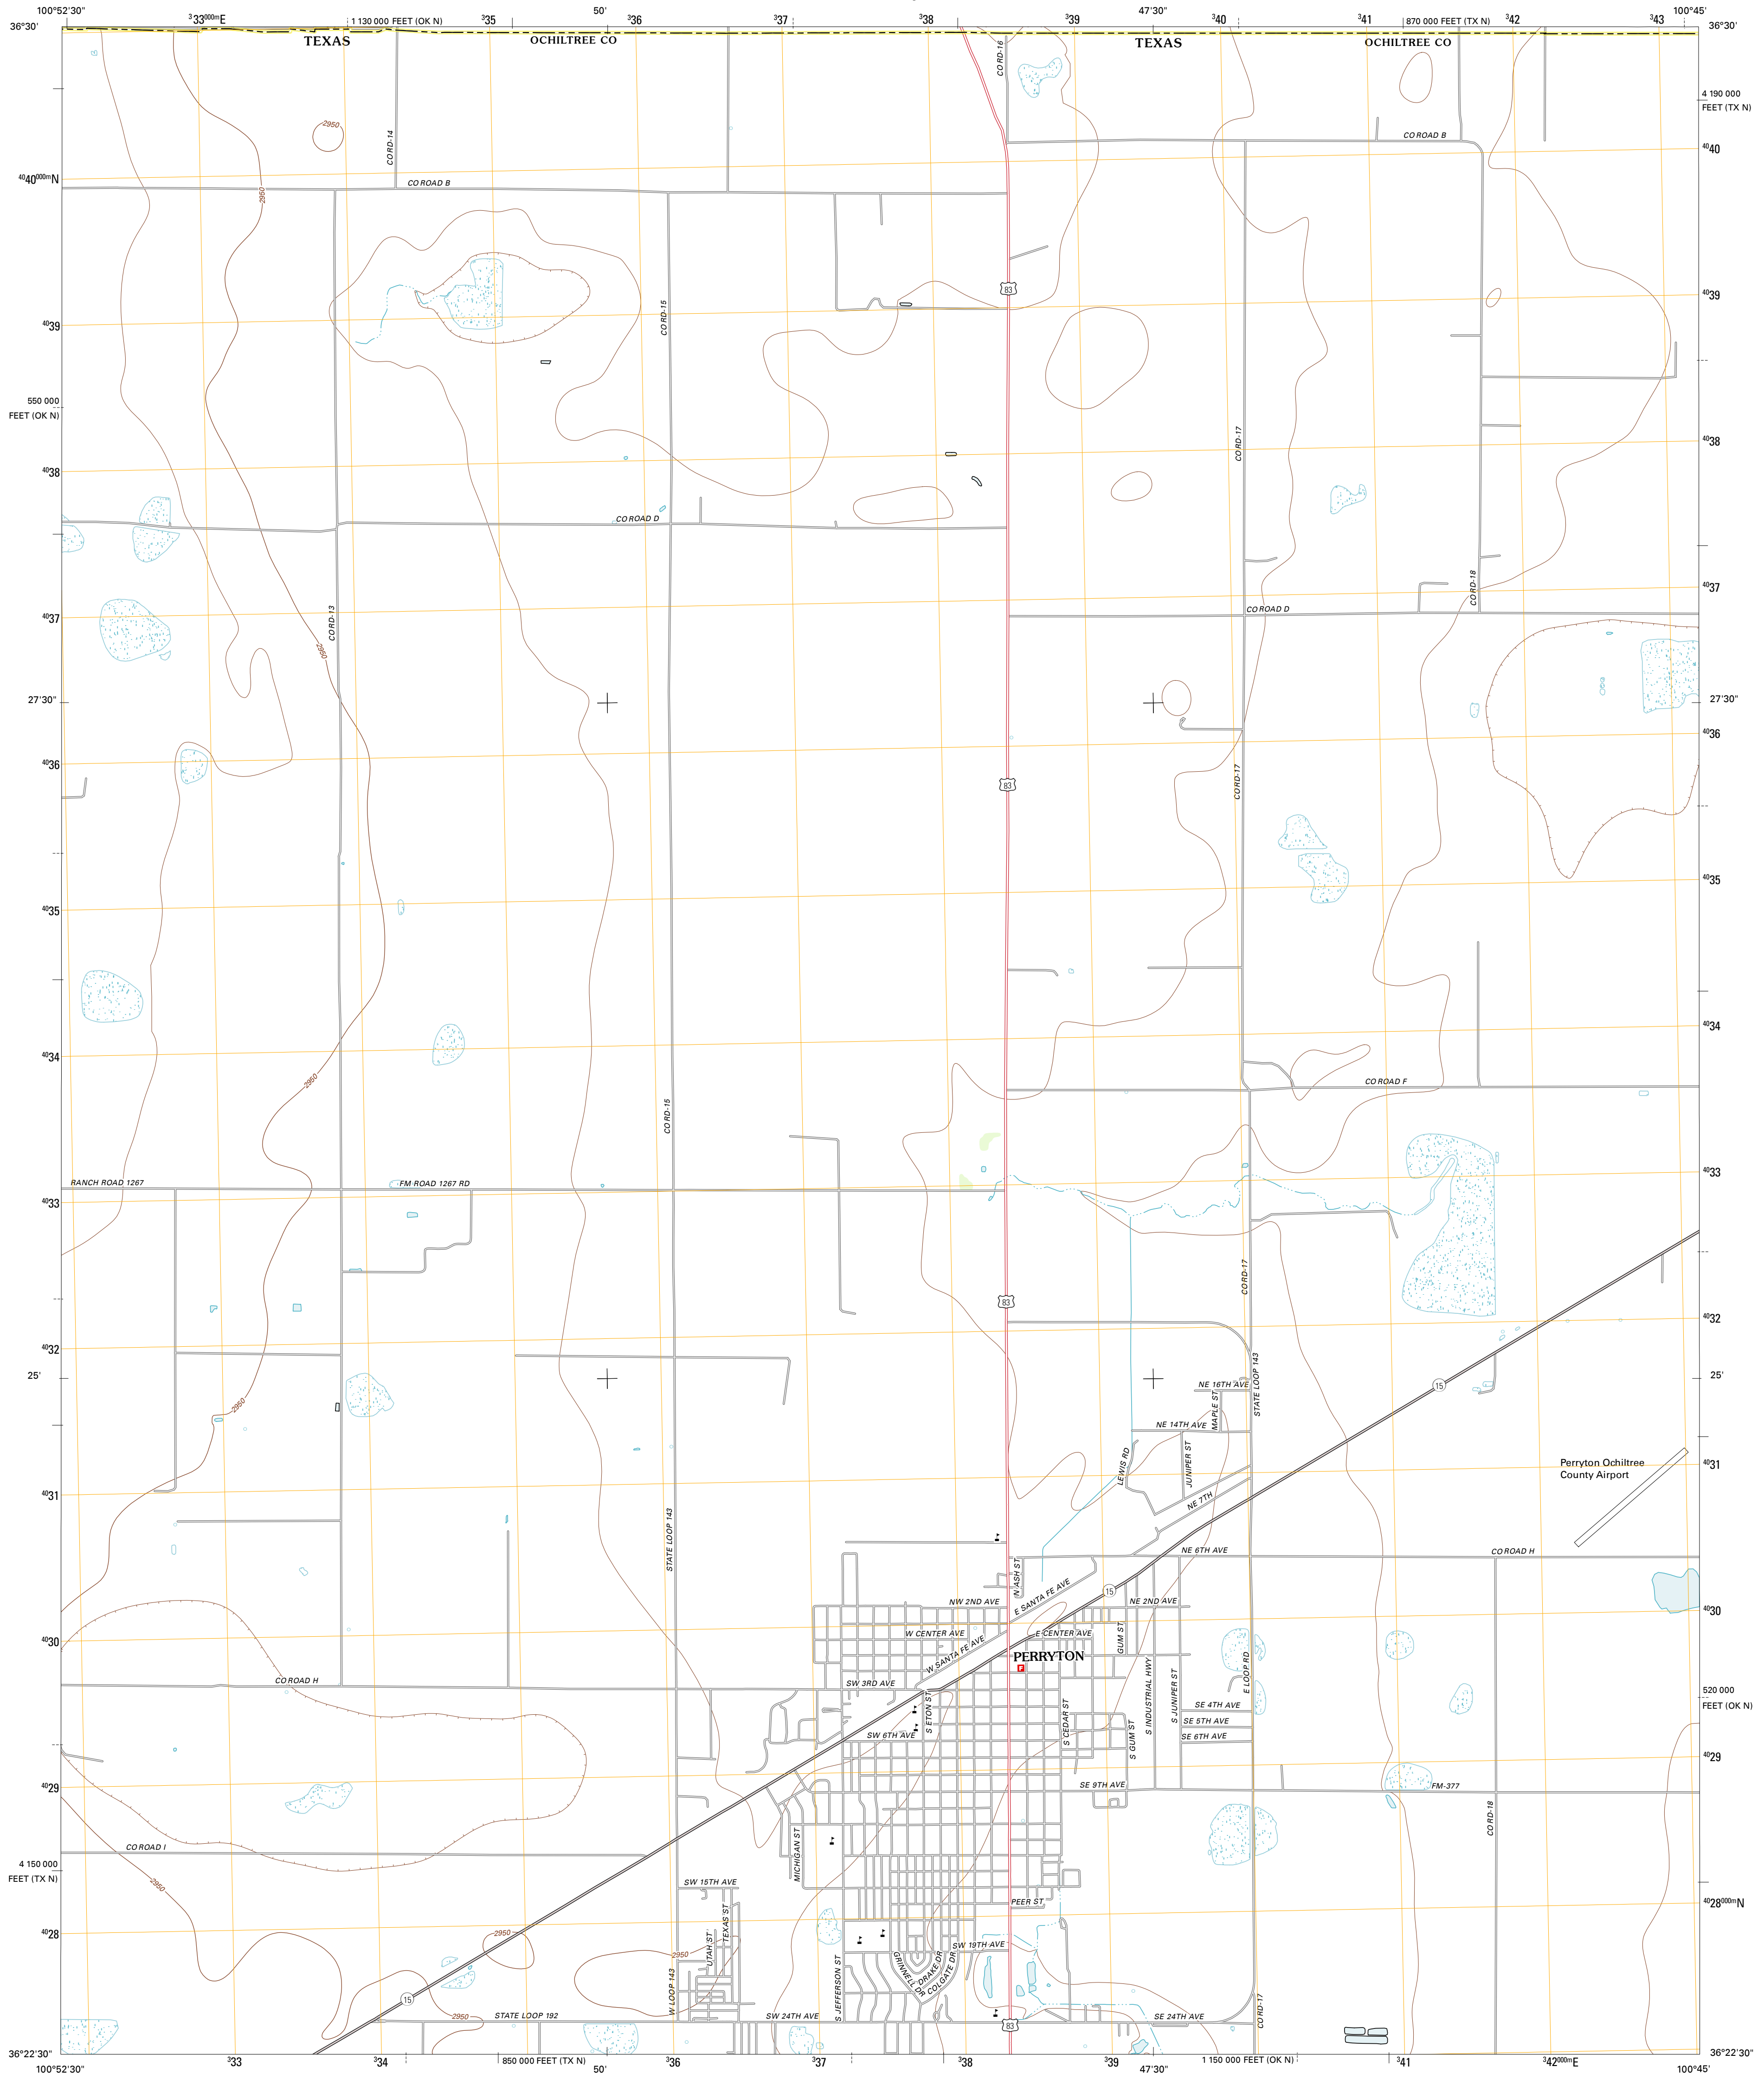 100°52'30"
³33⁰⁰⁰ᵐE
1 130 000 FEET (OK N)
³35
50'
³36
³37
³38
³39
47'30"
³40
³41
870 000 FEET (TX N)
³42
³43
100°45'
36°30'
36°30'
TEXAS
OCHILTREE CO
TEXAS
OCHILTREE CO
CO RD-16
4 190 000
FEET (TX N)
2950
CO RD-14
CO ROAD B
⁴⁰40
⁴⁰40⁰⁰⁰ᵐN
CO ROAD B
2950
83
⁴⁰39
⁴⁰39
CO RD-15
550 000
FEET (OK N)
CO RD-17
⁴⁰38
⁴⁰38
CO ROAD D
CO RD-18
⁴⁰37
⁴⁰37
CO RD-13
CO ROAD D
2950
27'30"
27'30"
⁴⁰36
⁴⁰36
83
CO RD-17
⁴⁰35
⁴⁰35
⁴⁰34
⁴⁰34
2950
CO ROAD F
CO RD-15
⁴⁰33
RANCH ROAD 1267
FM ROAD 1267 RD
⁴⁰33
CO RD-17
83
⁴⁰32
⁴⁰32
25'
25'
STATE LOOP 143
15
NE 16TH AVE
MAPLE ST
2950
NE 14TH AVE
LEWIS RD
JUNIPER ST
Perryton Ochiltree
County Airport
⁴⁰31
⁴⁰31
NE 7TH
STATE LOOP 143
NE 6TH AVE
CO ROAD H
N ASH ST
15
E SANTA FE AVE
NW 2ND AVE
NE 2ND AVE
⁴⁰30
⁴⁰30
W CENTER AVE
E CENTER AVE
GUM ST
W SANTA FE AVE
PERRYTON
F
E LOOP RD
CO ROAD H
SW 3RD AVE
S INDUSTRIAL HWY
S JUNIPER ST
520 000
FEET (OK N)
S ETON ST
S CEDAR ST
SE 4TH AVE
SE 5TH AVE
SW 6TH AVE
S GUM ST
SE 6TH AVE
⁴⁰29
⁴⁰29
SE 9TH AVE
FM-377
CO RD-18
CO ROAD I
MICHIGAN ST
4 150 000
FEET (TX N)
2950
SW 15TH AVE
PEER ST
⁴⁰28⁰⁰⁰ᵐN
TEXAS ST
UTAH ST
⁴⁰28
2950
2950
SW 19TH AVE
GRINNELL DR
DRAKE DR
COLGATE DR
W LOOP 143
S JEFFERSON ST
15
2950
STATE LOOP 192
SW 24TH AVE
83
SE 24TH AVE
CO RD-17
36°22'30"
36°22'30"
100°52'30"
³33
³34
850 000 FEET (TX N)
50'
³36
³37
³38
³39
47'30"
1 150 000 FEET (OK N)
³41
³42⁰⁰⁰ᵐE
100°45'